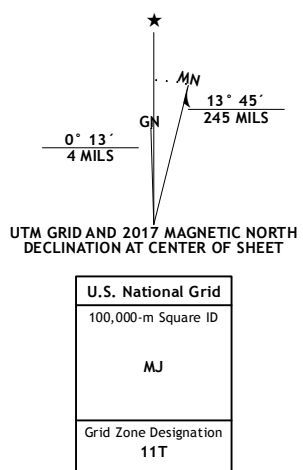 ★
MN
GN
13° 45´
245 MILS
0° 13´
4 MILS
UTM GRID AND 2017 MAGNETIC NORTH
DECLINATION AT CENTER OF SHEET
U.S. National Grid
100,000-m Square ID
MJ
Grid Zone Designation
11T